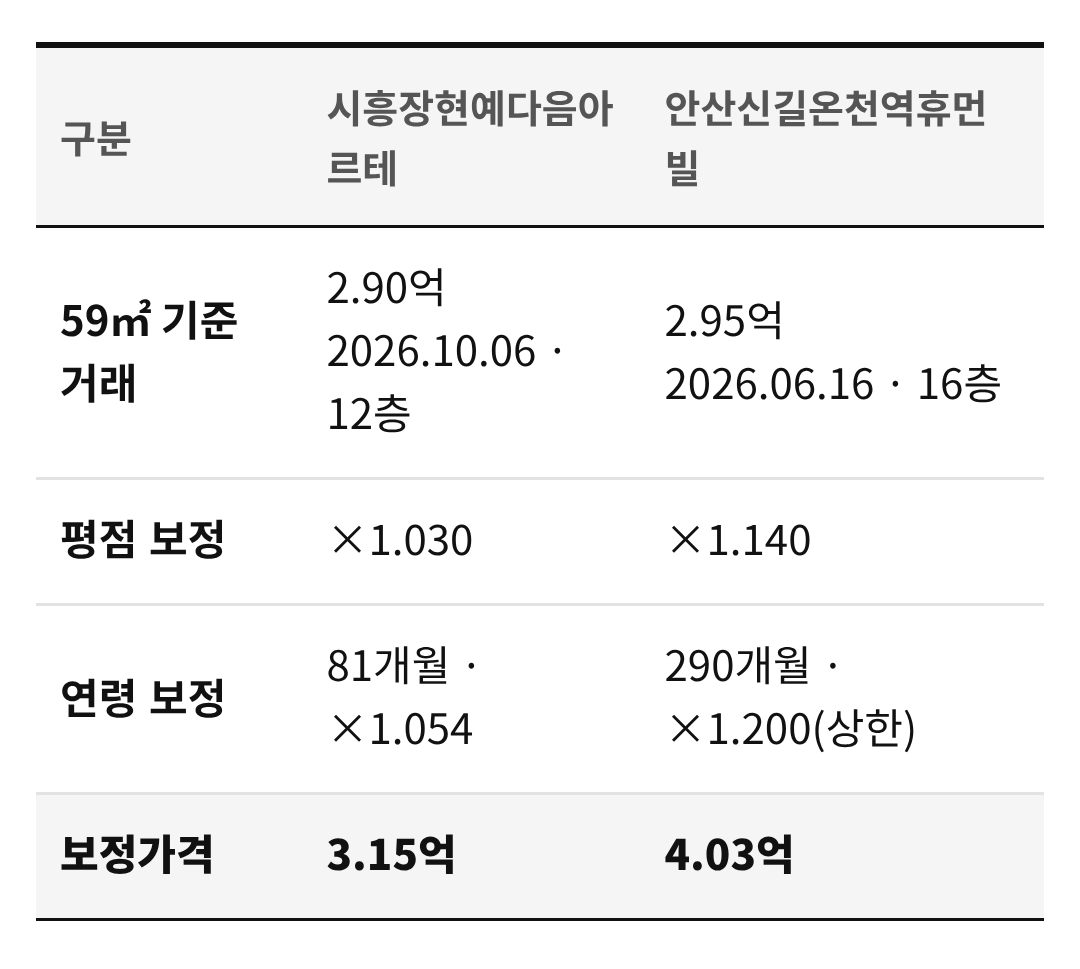 구분
시흥장현예다음아
르테
안산신길온천역휴먼
빌
59㎡ 기준
거래
2.90억
2026.10.06 ·
12층
2.95억
2026.06.16 · 16층
평점 보정
×1.030
×1.140
연령 보정
81개월 ·
×1.054
290개월 ·
×1.200(상한)
보정가격
3.15억
4.03억